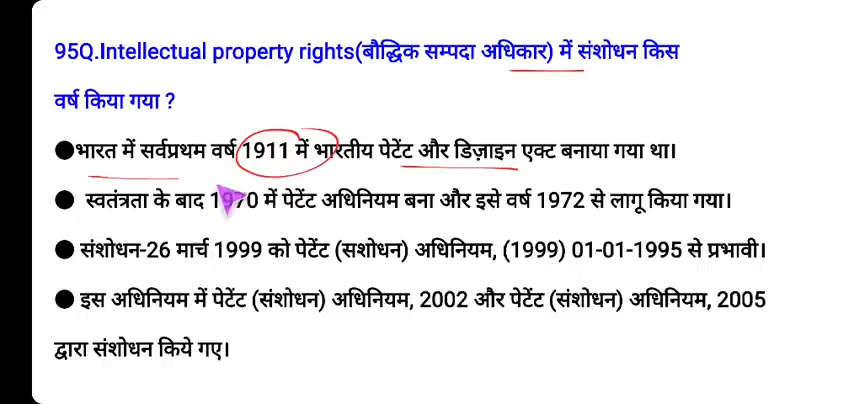 95Q.Intellectual property rights(बौद्धिक सम्पदा अधिकार) में संशोधन किस
वर्ष किया गया ?
●भारत में सर्वप्रथम वर्ष 1911 में भारतीय पेटेंट और डिज़ाइन एक्ट बनाया गया था।
● स्वतंत्रता के बाद 1970 में पेटेंट अधिनियम बना और इसे वर्ष 1972 से लागू किया गया।
● संशोधन-26 मार्च 1999 को पेटेंट (सशोधन) अधिनियम, (1999) 01-01-1995 से प्रभावी।
● इस अधिनियम में पेटेंट (संशोधन) अधिनियम, 2002 और पेटेंट (संशोधन) अधिनियम, 2005
द्वारा संशोधन किये गए।